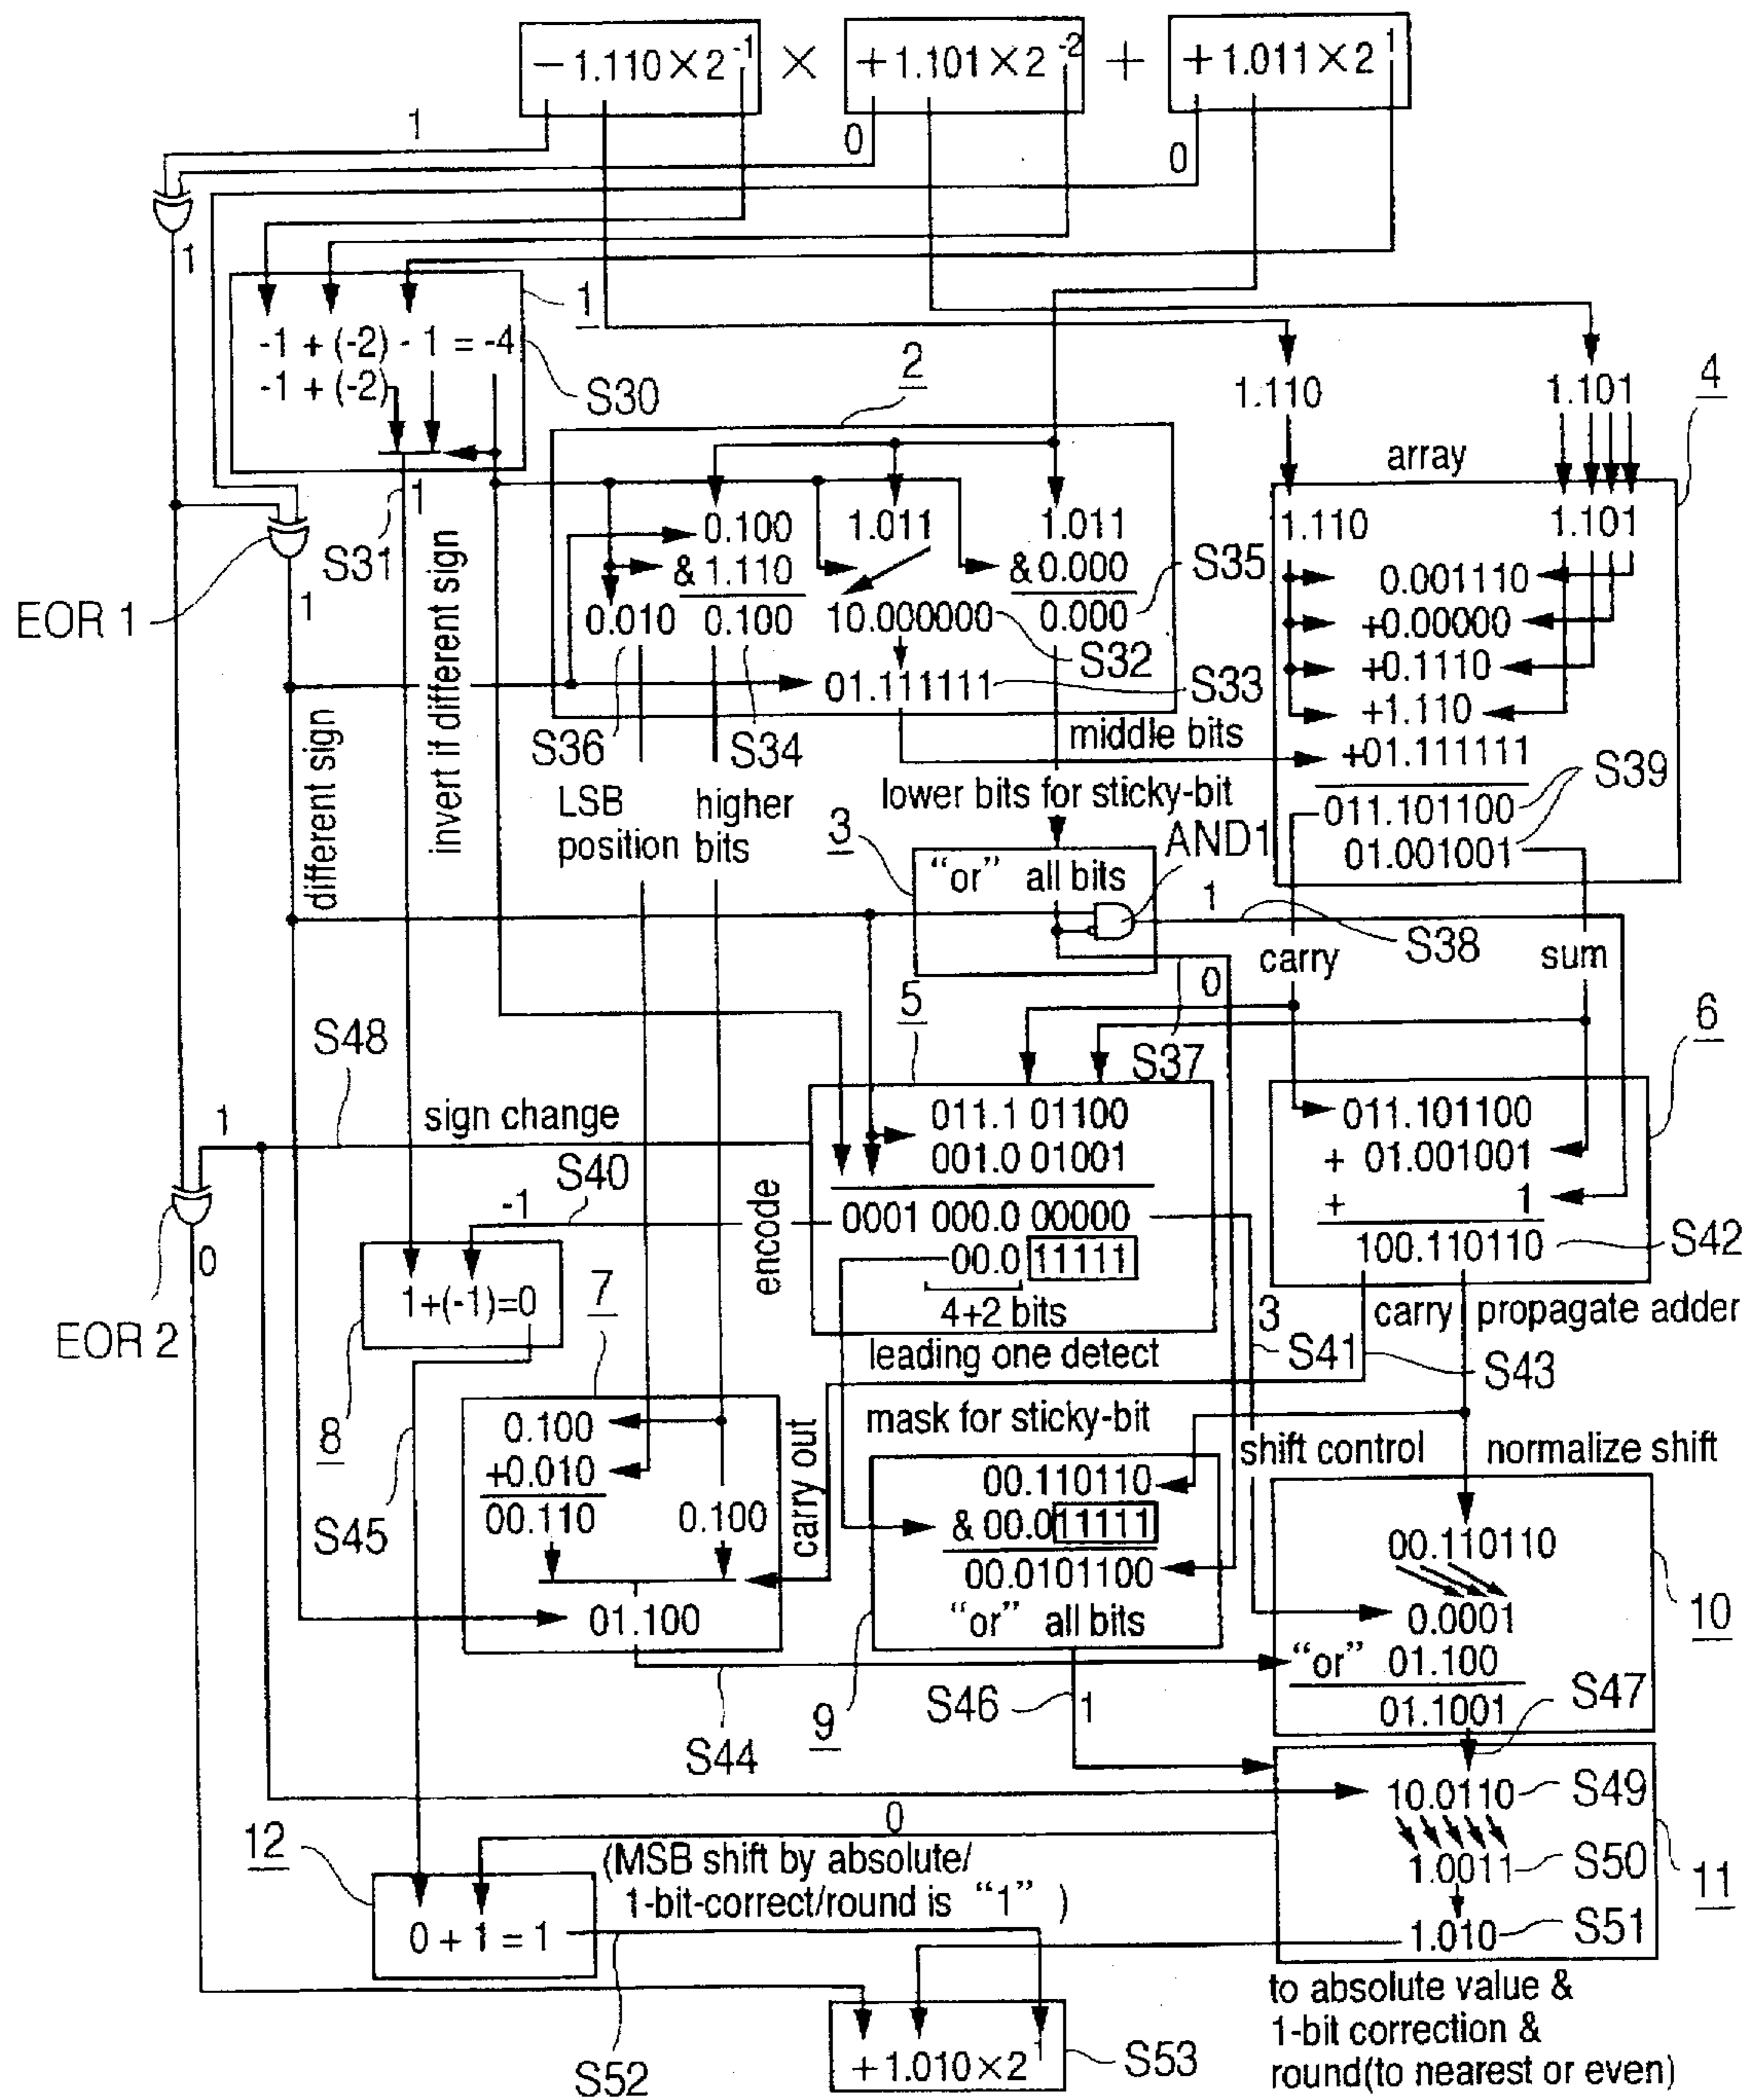 − 1.110 × 2 -1 × + 1.101 × 2 -2 + + 1.011 × 2 1
1
0
0
1
1
-1 + (-2) - 1 = -4
-1 + (-2)
S30
2
1.110
1.101
4
array
1
S31
invert if different sign
EOR 1
1
0.100
1.011
1.011
& 1.110
& 0.000
S35
0.010
0.100
10.000000
0.000
S32
01.111111
S33
1.110
1.101
0.001110
+0.00000
+0.1110
+1.110
+01.111111
S39
011.101100
01.001001
S36
S34
middle bits
different sign
LSB position
higher bits
lower bits for sticky-bit
3
AND1
"or" all bits
1
S38
carry
sum
0
S37
5
6
S48
1
sign change
011.1 01100
001.0 01001
0001 000.0 00000
00.0 11111
4+2 bits
encode
leading one detect
011.101100
+ 01.001001
+ 1
100.110110
S42
carry propagate adder
S40
-1
0
EOR 2
1+(-1)=0
8
7
3
S41
S43
S45
0.100
+0.010
00.110
0.100
01.100
carry out
mask for sticky-bit
00.110110
& 00.011111
00.0101100
"or" all bits
shift control
normalize shift
00.110110
0.0001
"or" 01.100
01.1001
10
S47
S44
9
S46
1
10.0110
S49
1.0011
S50
1.010
S51
11
0
12
(MSB shift by absolute/
1-bit-correct/round is "1" )
0 + 1 = 1
to absolute value &
1-bit correction &
round(to nearest or even)
S52
+ 1.010 × 2 1
S53